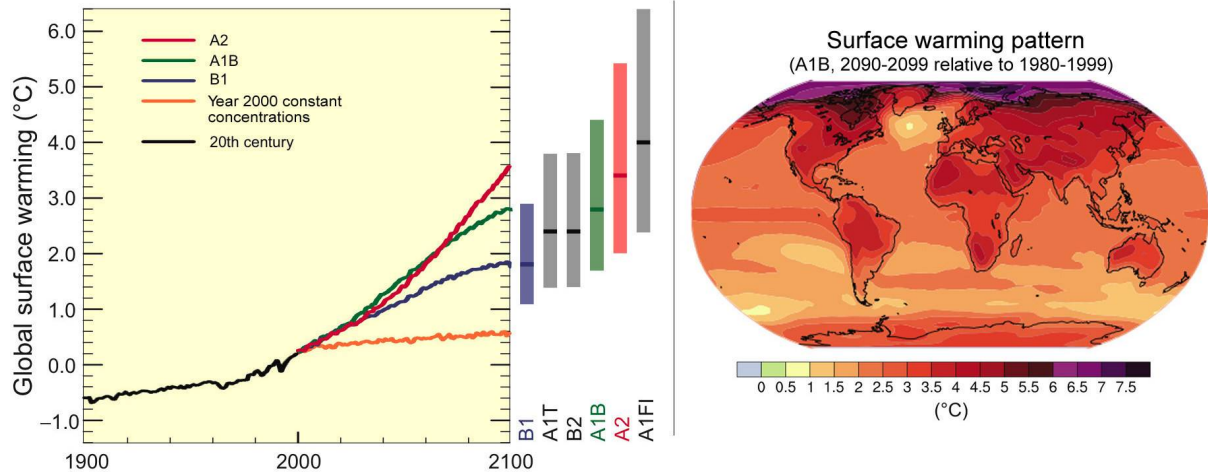 Global surface warming (°C)
6.0
5.0
4.0
3.0
2.0
1.0
0.0
–1.0
A2
A1B
B1
Year 2000 constant
concentrations
20th century
1900
2000
2100
B1
A1T
B2
A1B
A2
A1FI
Surface warming pattern
(A1B, 2090-2099 relative to 1980-1999)
0 0.5 1 1.5 2 2.5 3 3.5 4 4.5 5 5.5 6 6.5 7 7.5
(°C)